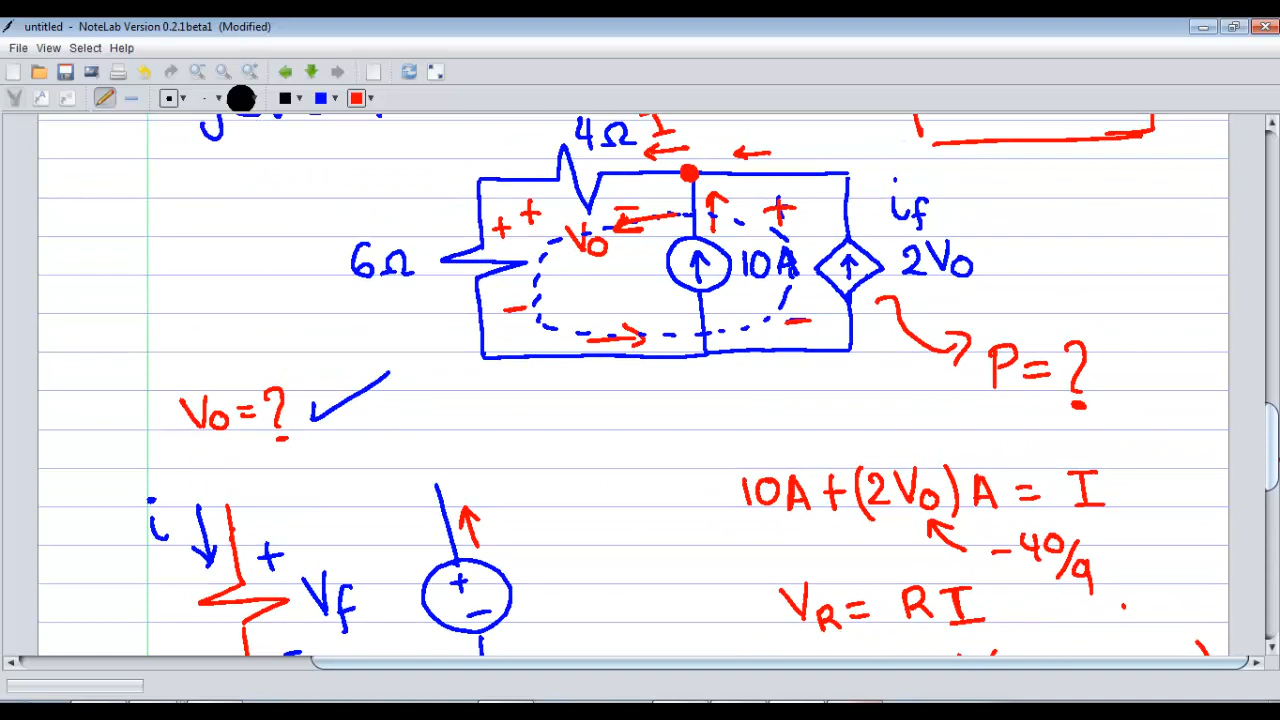 untitled - NoteLab Version 0.2.1beta1 (Modified)
File View Select Help
4Ω I
+ + Vo I + if
6Ω 10A 2Vo
- -
P = ?
Vo = ?
10A + (2Vo) A = I
i + Vf + - -40/9
VR = R I